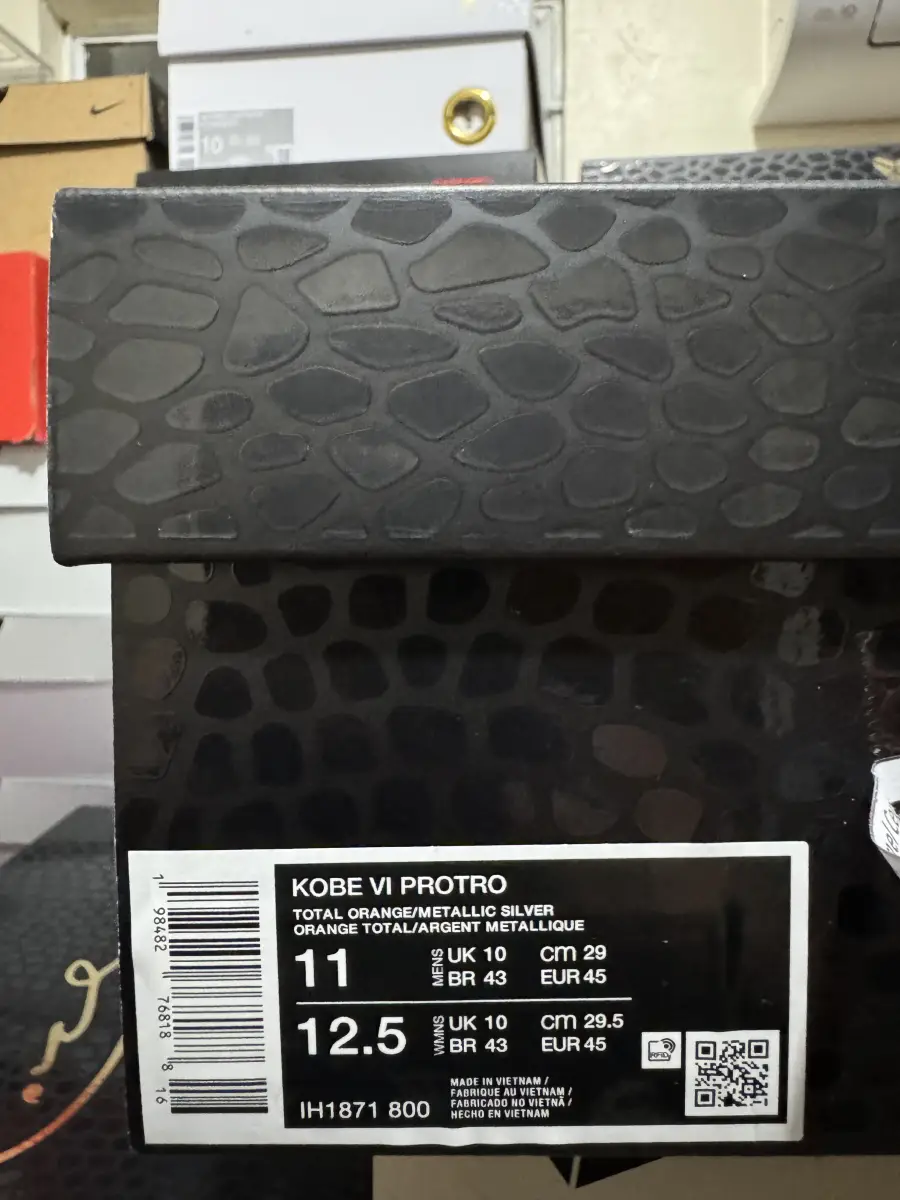 10
KOBE VI PROTRO
TOTAL ORANGE/METALLIC SILVER
ORANGE TOTAL/ARGENT METALLIQUE
11 MENS UK 10 CM 29
BR 43 EUR 45
12.5 WMNS UK 10 CM 29.5
BR 43 EUR 45
RFID
IH1871 800
MADE IN VIETNAM /
FABRIQUE AU VIETNAM /
FABRICADO NO VIETNÃ /
HECHO EN VIETNAM
1 98482 76818 8 16